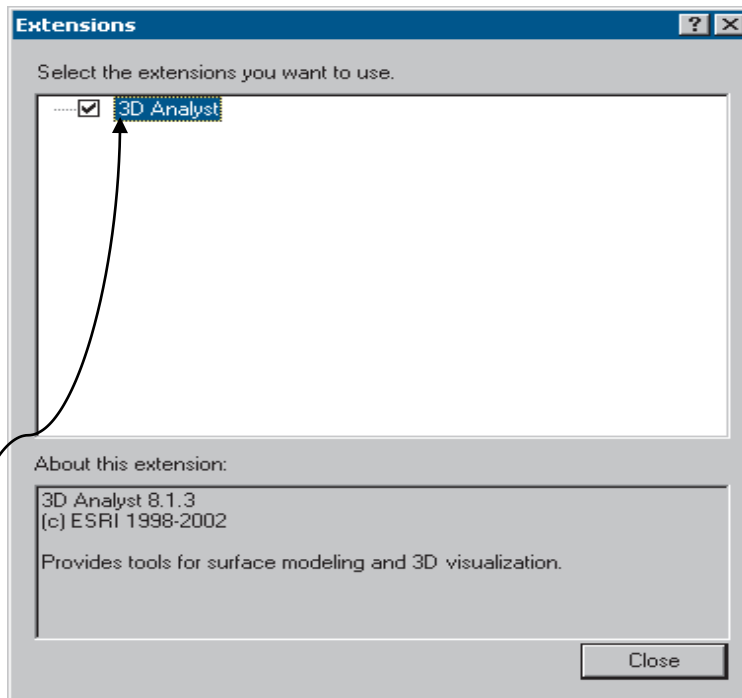 Extensions
Select the extensions you want to use.
3D Analyst
About this extension:
3D Analyst 8.1.3
(c) ESRI 1998-2002
Provides tools for surface modeling and 3D visualization.
Close